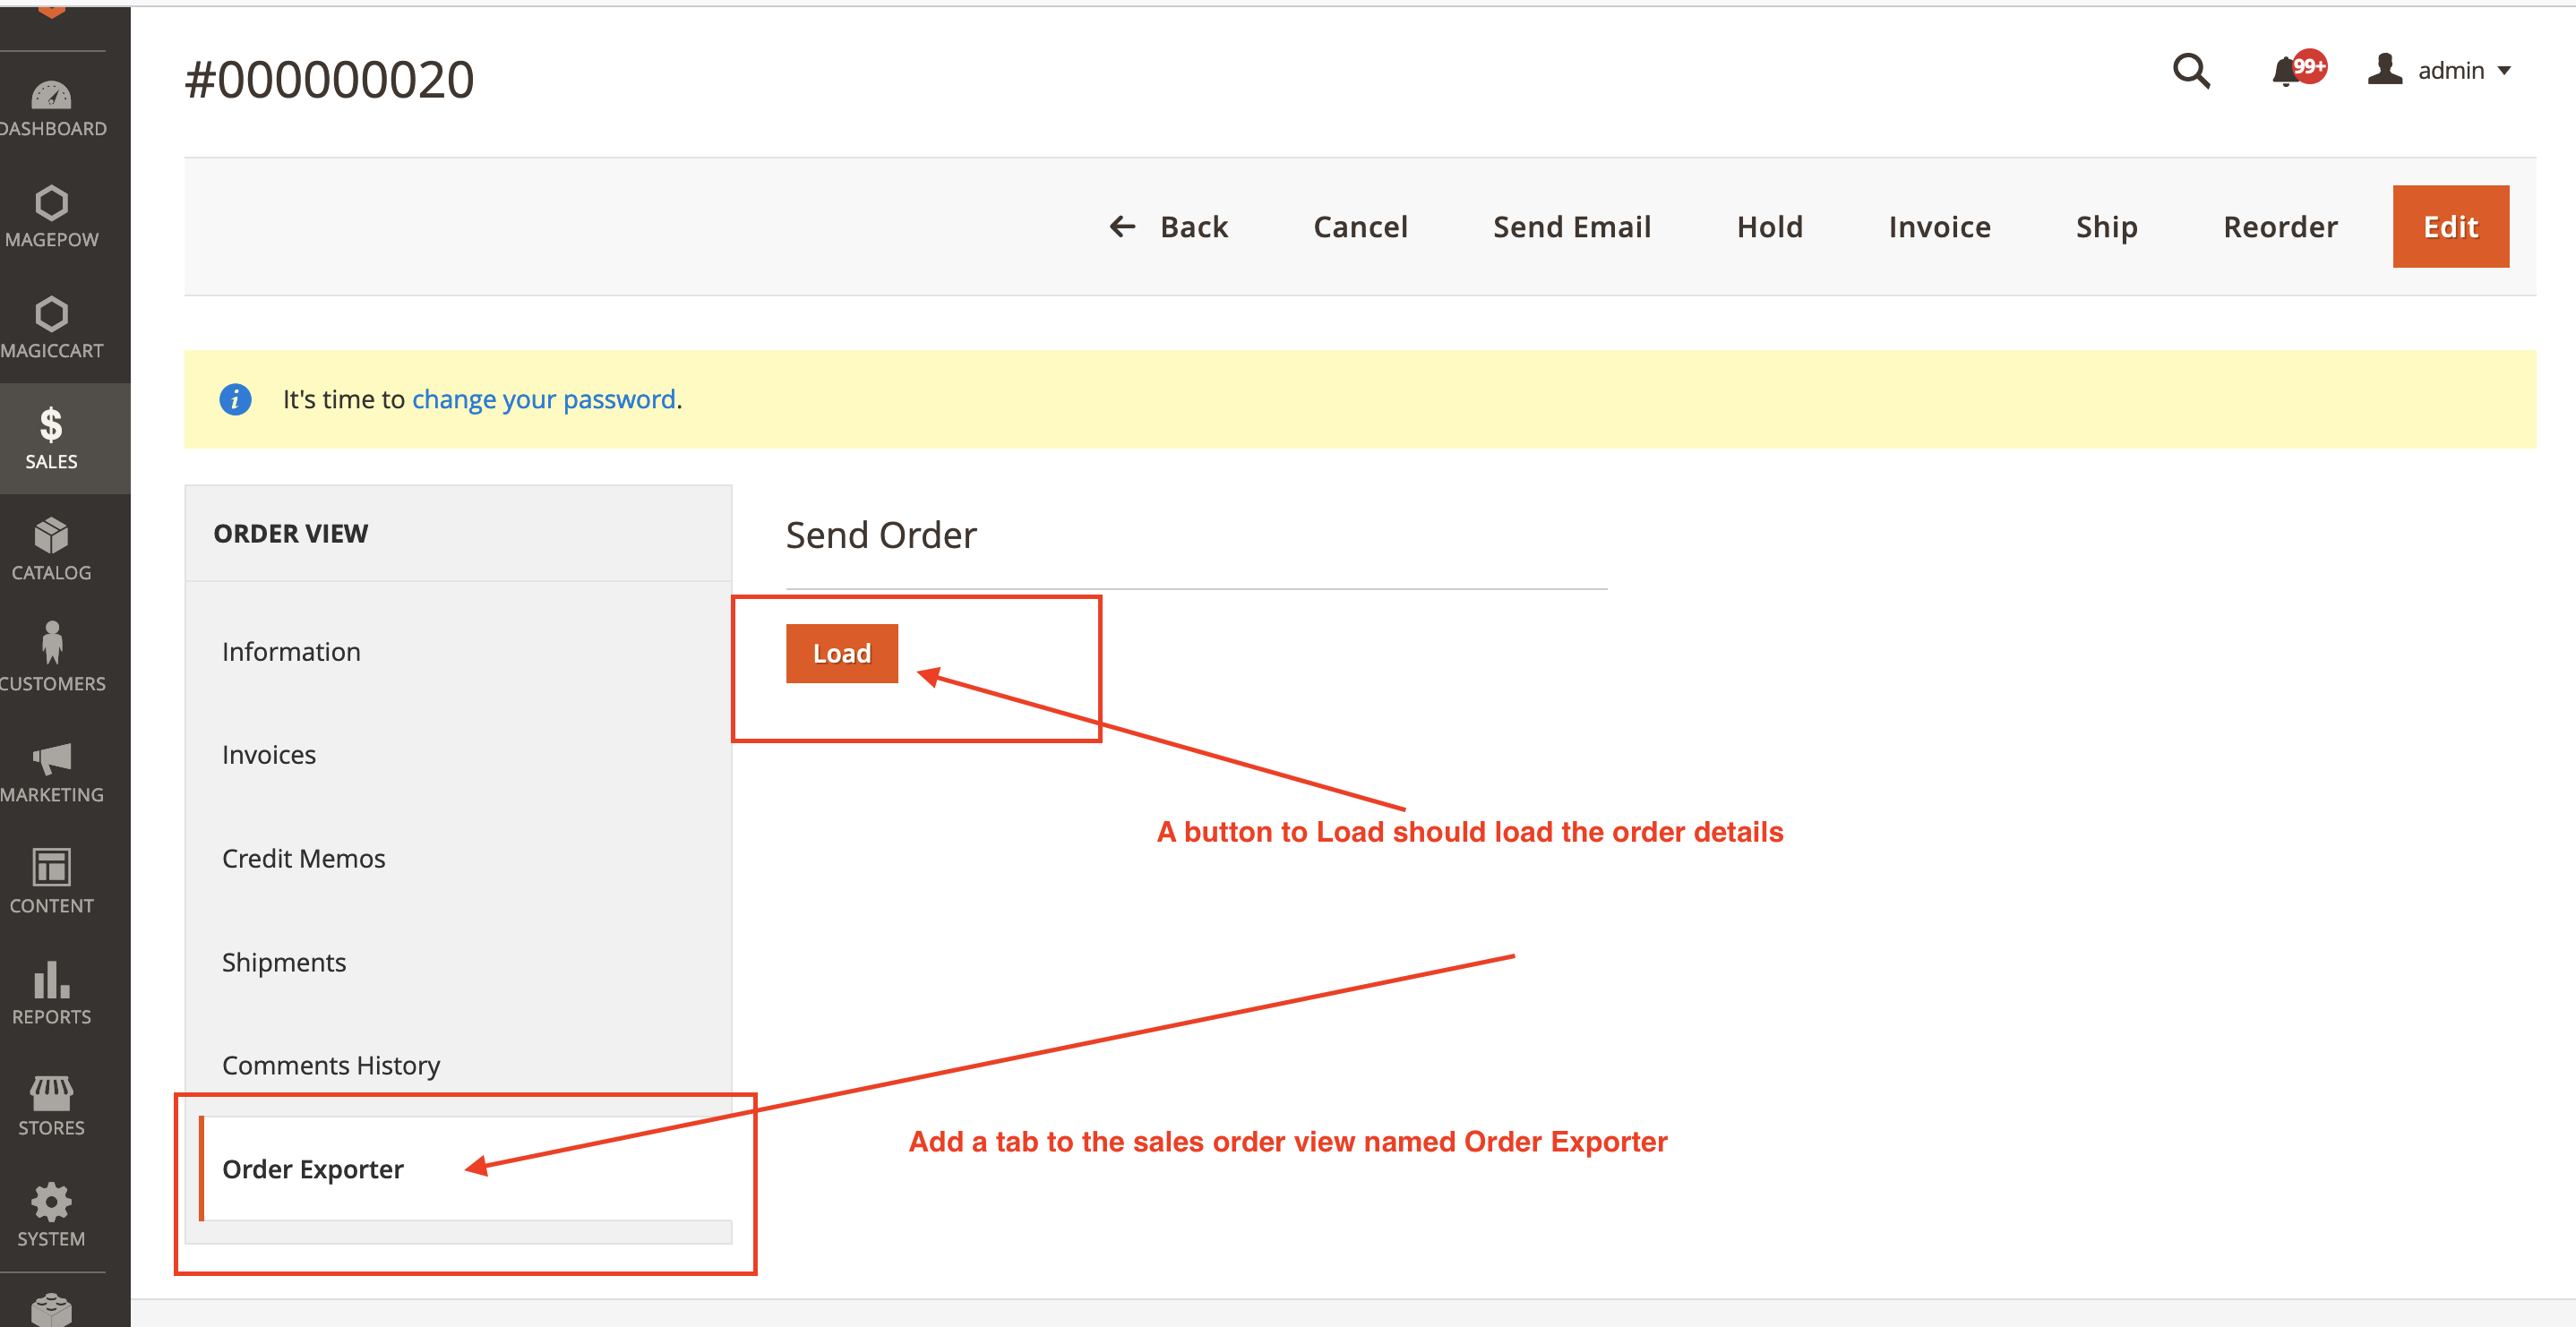 #000000020
99+
admin
DASHBOARD
MAGEPOW
MAGICCART
SALES
CATALOG
CUSTOMERS
MARKETING
CONTENT
REPORTS
STORES
SYSTEM
Back Cancel Send Email Hold Invoice Ship Reorder Edit
It's time to change your password.
ORDER VIEW
Information
Invoices
Credit Memos
Shipments
Comments History
Order Exporter
Send Order
Load
A button to Load should load the order details
Add a tab to the sales order view named Order Exporter